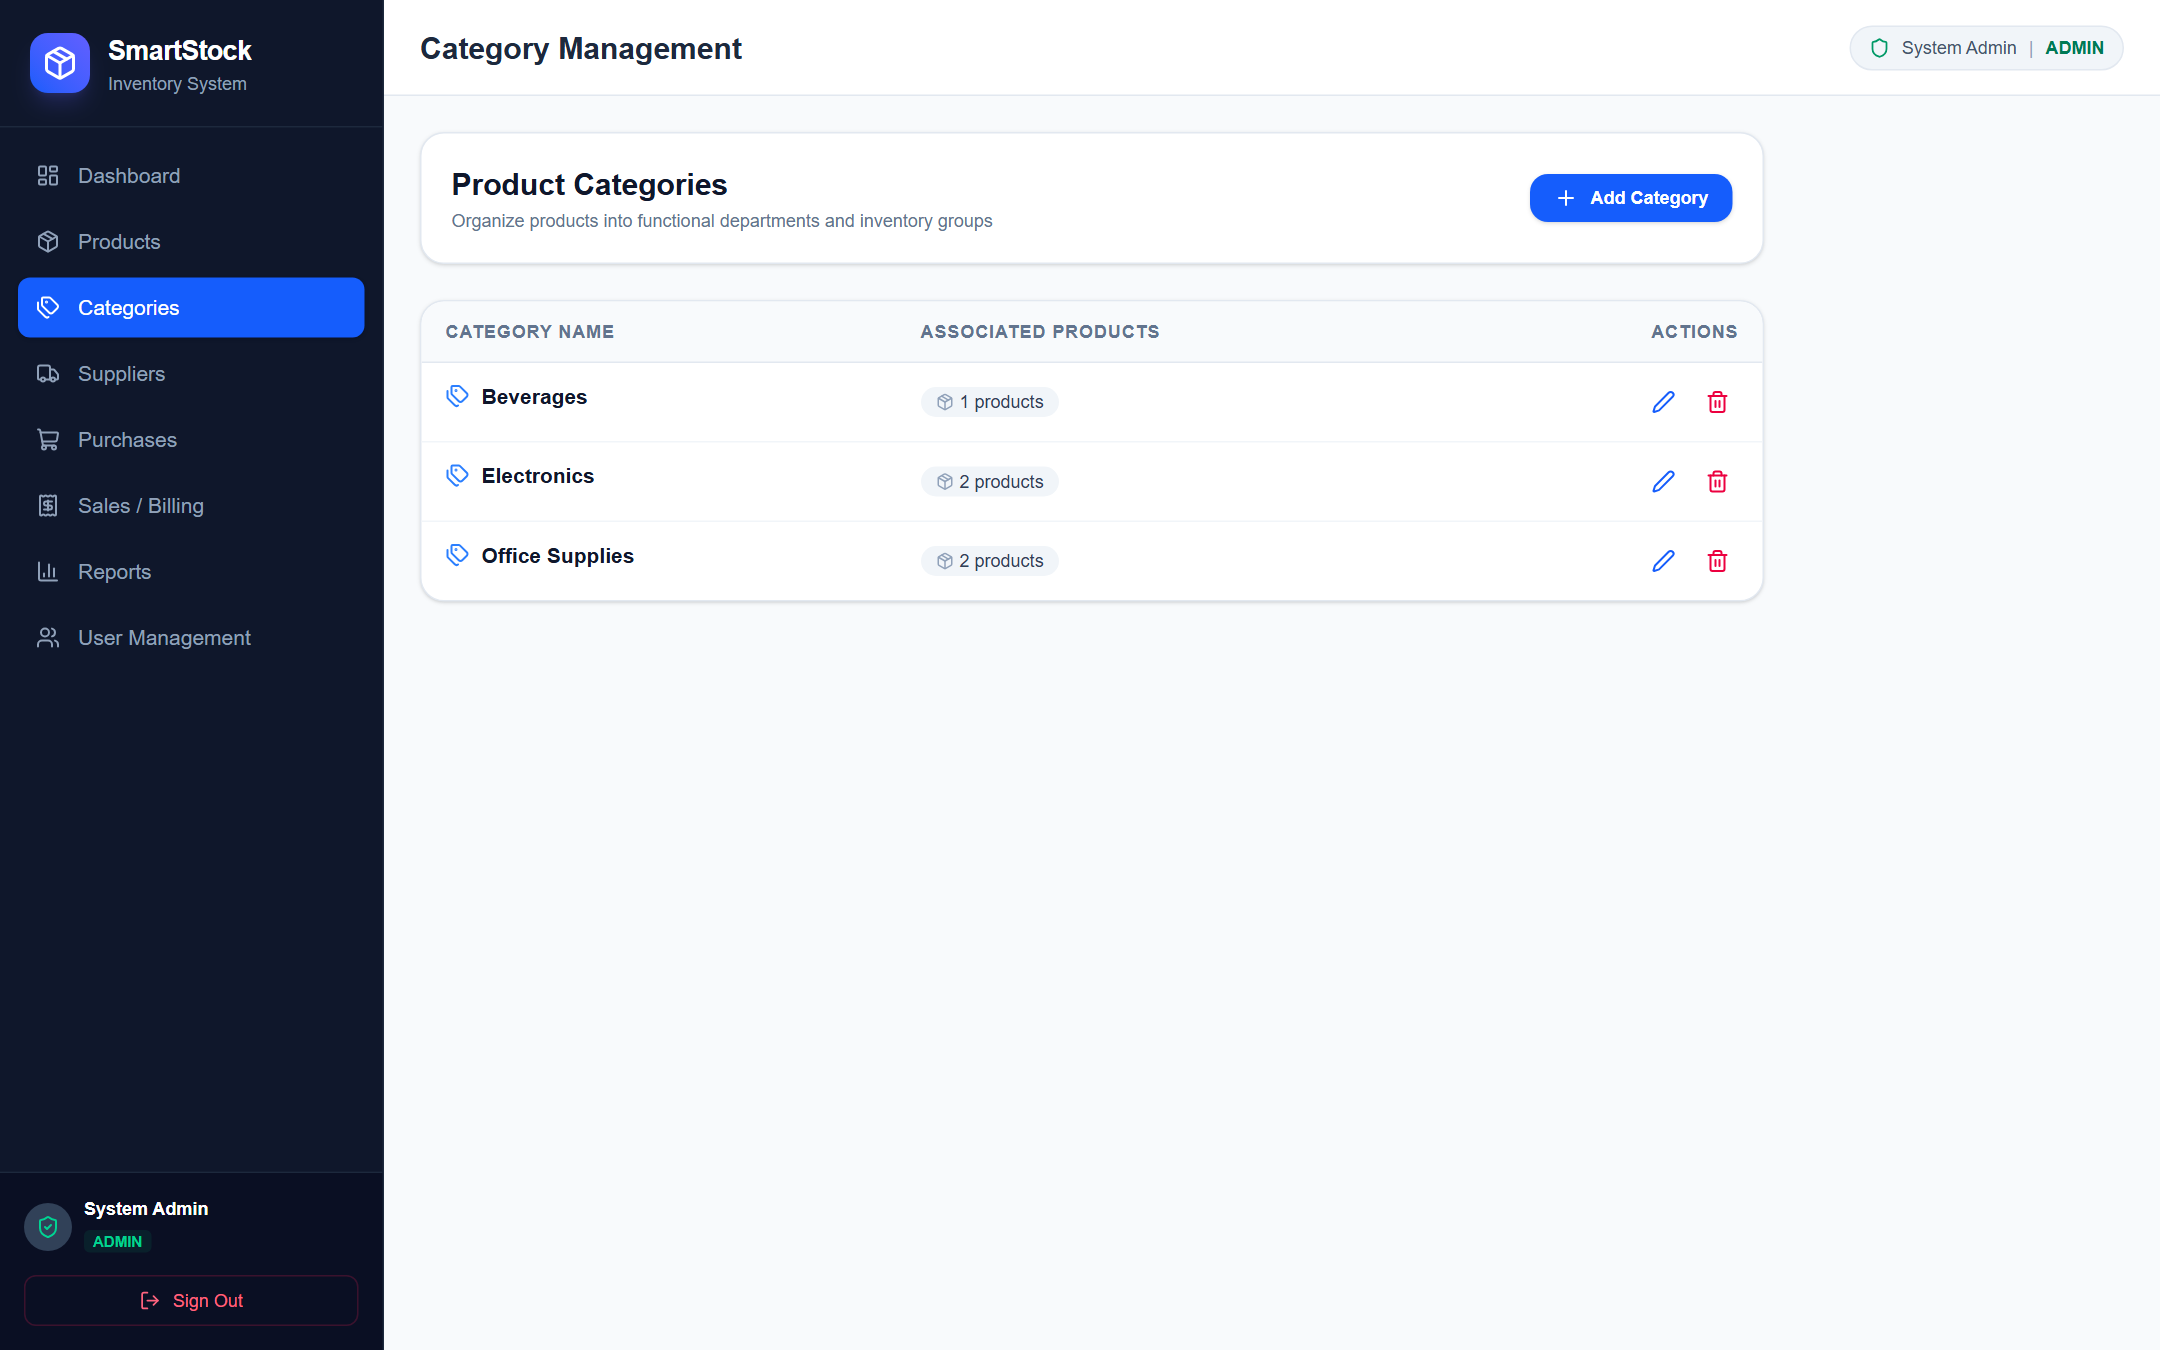 SmartStock
Inventory System
Dashboard
Products
Categories
Suppliers
Purchases
Sales / Billing
Reports
User Management
System Admin
ADMIN
Sign Out
Category Management
System Admin | ADMIN
Product Categories
Organize products into functional departments and inventory groups
Add Category
CATEGORY NAME ASSOCIATED PRODUCTS ACTIONS
Beverages 1 products
Electronics 2 products
Office Supplies 2 products